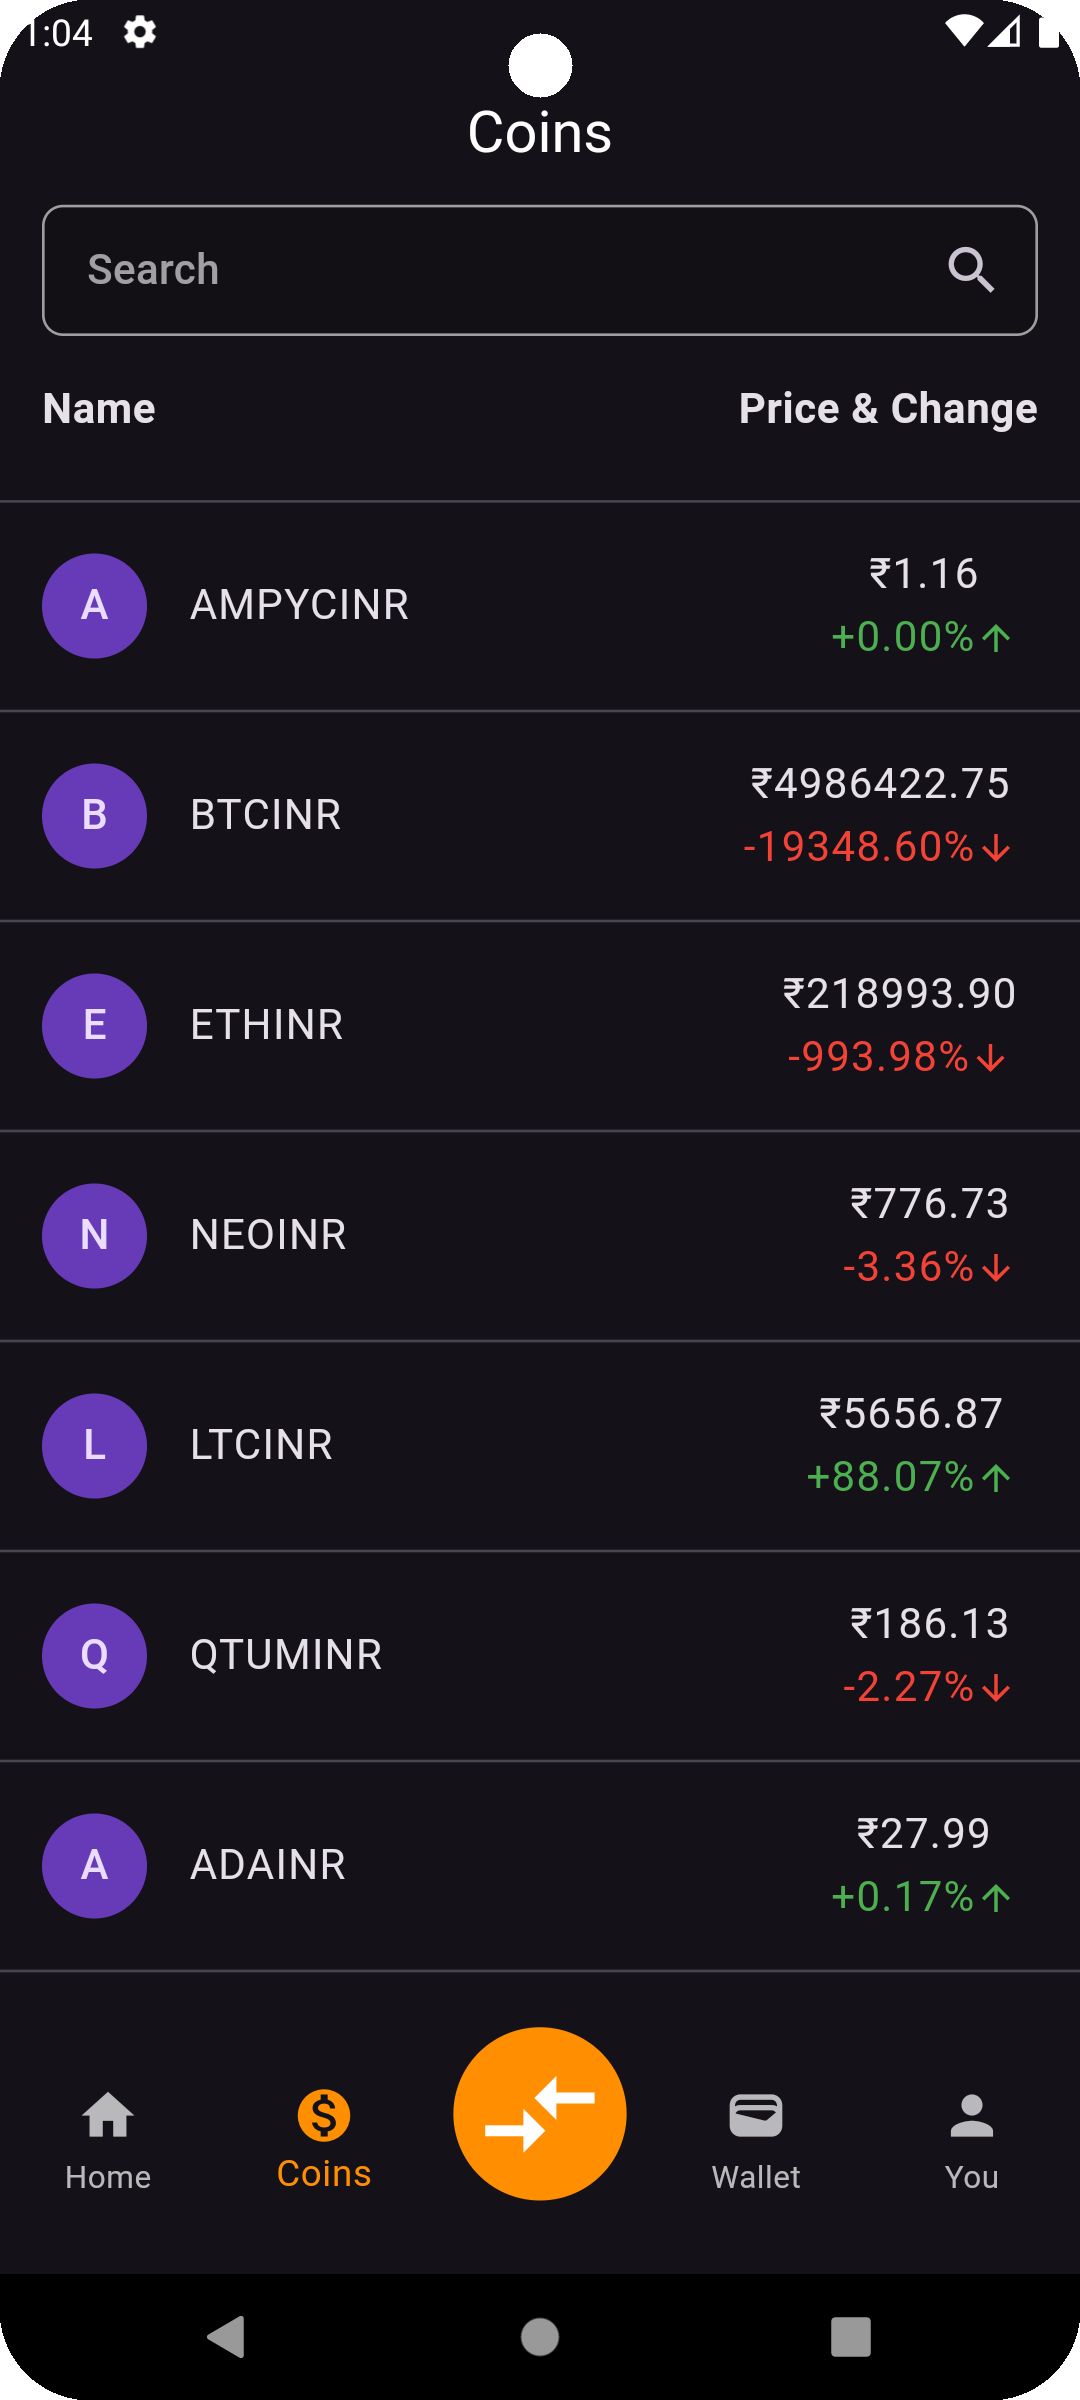 1:04
Coins
Search
Name
Price & Change
A
AMPYCINR
₹1.16
+0.00%
B
BTCINR
₹4986422.75
-19348.60%
E
ETHINR
₹218993.90
-993.98%
N
NEOINR
₹776.73
-3.36%
L
LTCINR
₹5656.87
+88.07%
Q
QTUMINR
₹186.13
-2.27%
A
ADAINR
₹27.99
+0.17%
Home
Coins
Wallet
You